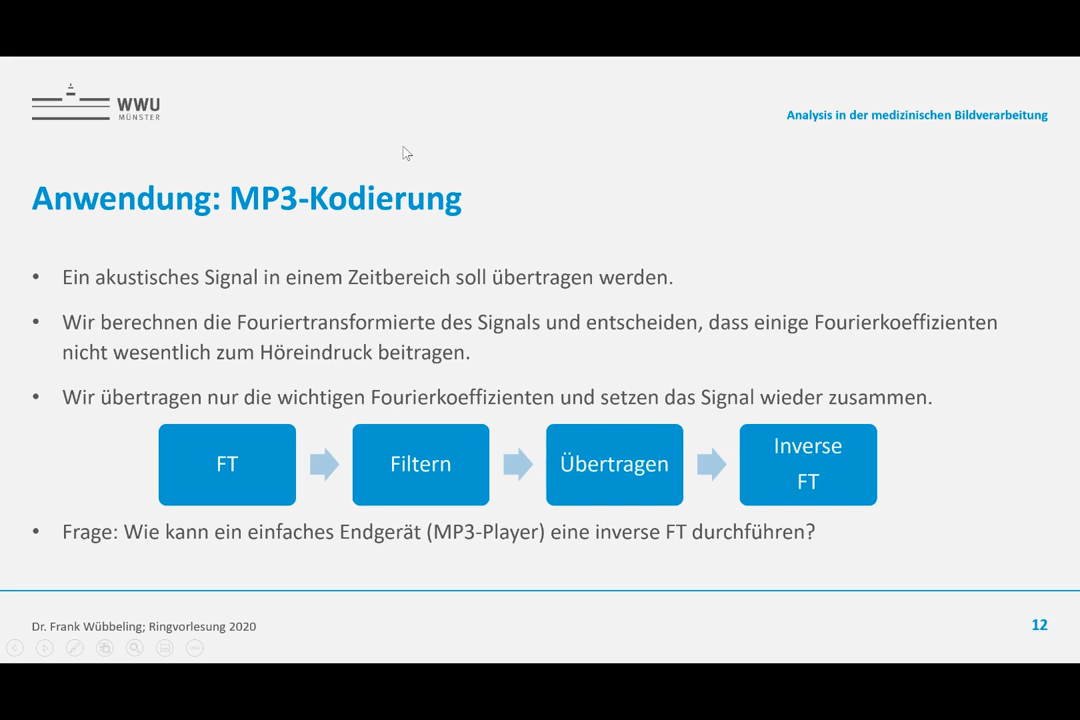 WWU
MÜNSTER
Analysis in der medizinischen Bildverarbeitung
Anwendung: MP3-Kodierung
• Ein akustisches Signal in einem Zeitbereich soll übertragen werden.
• Wir berechnen die Fouriertransformierte des Signals und entscheiden, dass einige Fourierkoeffizienten
nicht wesentlich zum Höreindruck beitragen.
• Wir übertragen nur die wichtigen Fourierkoeffizienten und setzen das Signal wieder zusammen.
FT
Filtern
Übertragen
Inverse
FT
• Frage: Wie kann ein einfaches Endgerät (MP3-Player) eine inverse FT durchführen?
Dr. Frank Wübbeling; Ringvorlesung 2020
12